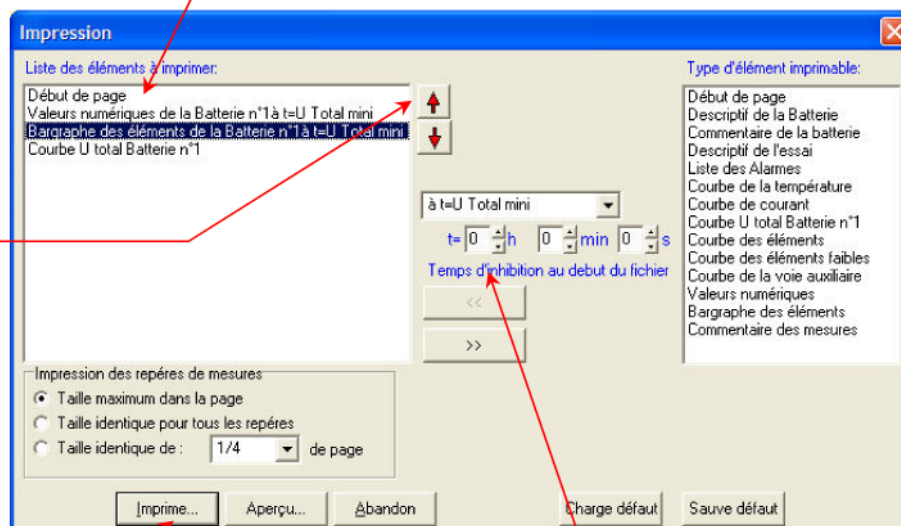 Impression
Liste des éléments à imprimer:
Début de page
Valeurs numériques de la Batterie n°1à t=U Total mini
Bargraphe des éléments de la Batterie n°1à t=U Total mini
Courbe U total Batterie n°1
à t=U Total mini
t= 0 h 0 min 0 s
Temps d'inhibition au debut du fichier
<<
>>
Type d'élément imprimable:
Début de page
Descriptif de la Batterie
Commentaire de la batterie
Descriptif de l'essai
Liste des Alarmes
Courbe de la température
Courbe de courant
Courbe U total Batterie n°1
Courbe des éléments
Courbe des éléments faibles
Courbe de la voie auxiliaire
Valeurs numériques
Bargraphe des éléments
Commentaire des mesures
Impression des repéres de mesures
Taille maximum dans la page
Taille identique pour tous les repéres
Taille identique de : 1/4 de page
Imprime... Aperçu... Abandon Charge défaut Sauve défaut